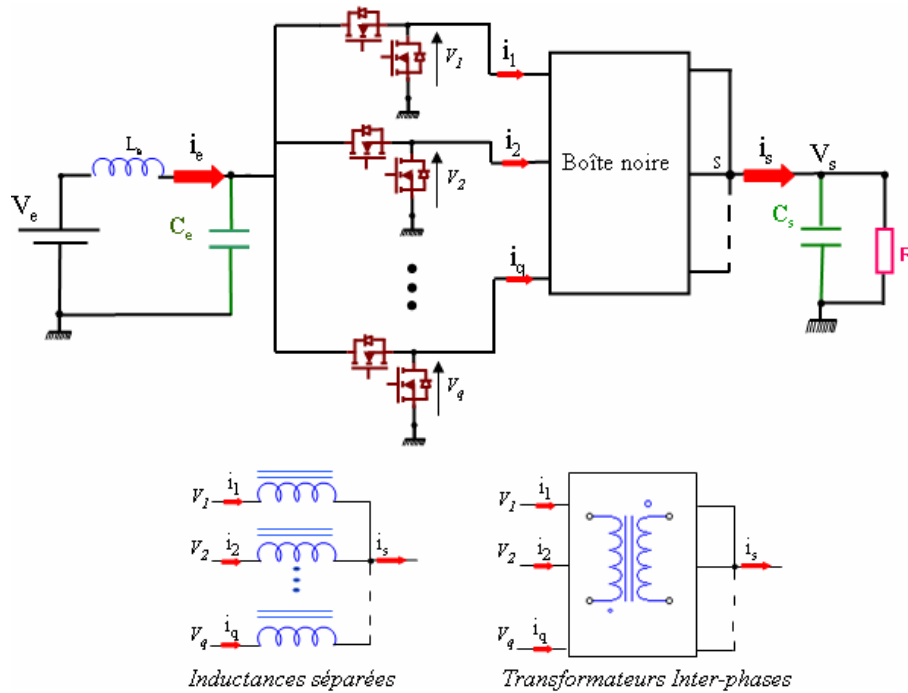 V1
i1
Le
ie
i2
Boîte noire
S
is
Vs
V2
Ve
Ce
Cs
R
iq
Vq
V1
i1
V2
i2
is
Vq
iq
Inductances séparées
V1
i1
V2
i2
is
Vq
iq
Transformateurs Inter-phases